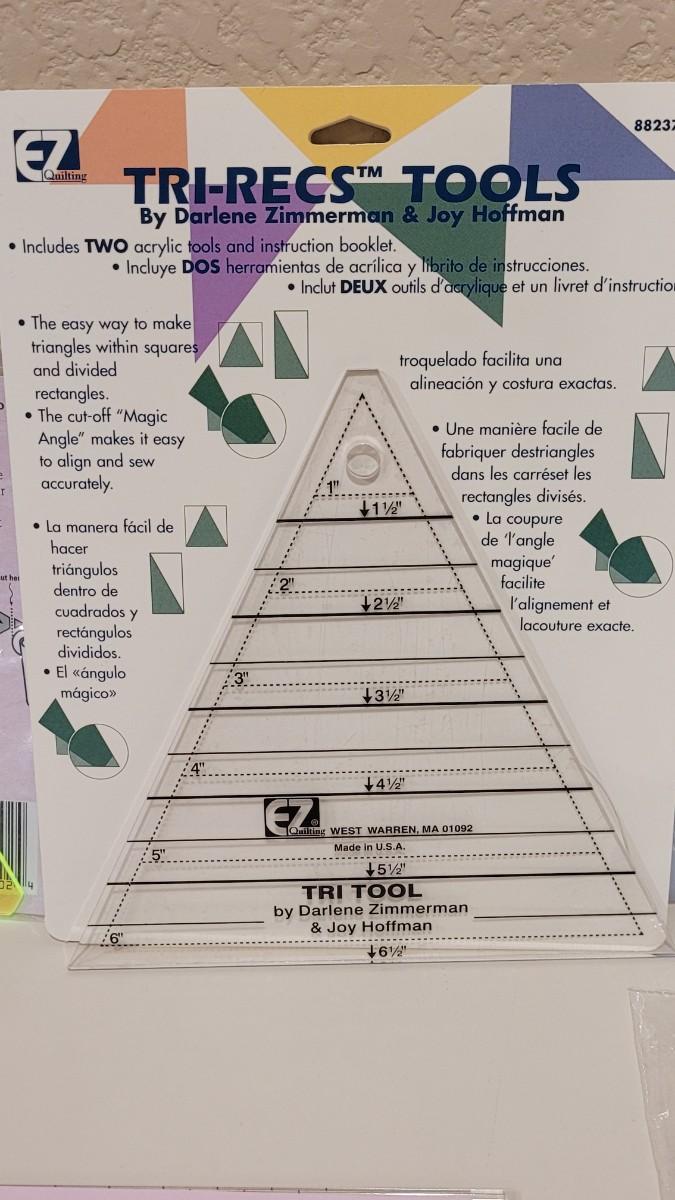 EZ
Quilting
88237
TRI-RECS™ TOOLS
By Darlene Zimmerman & Joy Hoffman
• Includes TWO acrylic tools and instruction booklet.
• Incluye DOS herramientas de acrílica y librito de instrucciones.
• Inclut DEUX outils d'acrylique et un livret d'instructio
• The easy way to make
triangles within squares
and divided
rectangles.
• The cut-off "Magic
Angle" makes it easy
to align and sew
accurately.
• La manera fácil de
hacer
triángulos
dentro de
cuadrados y
rectángulos
divididos.
• El «ángulo
mágico»
troquelado facilita una
alineación y costura exactas.
• Une manière facile de
fabriquer destriangles
dans les carréset les
rectangles divisés.
• La coupure
de 'l'angle
magique'
facilite
l'alignement et
lacouture exacte.
1"
1½"
2"
2½"
3"
3½"
4"
4½"
EZ®
Quilting WEST WARREN, MA 01092
Made in U.S.A.
5"
5½"
TRI TOOL
by Darlene Zimmerman
& Joy Hoffman
6"
6½"